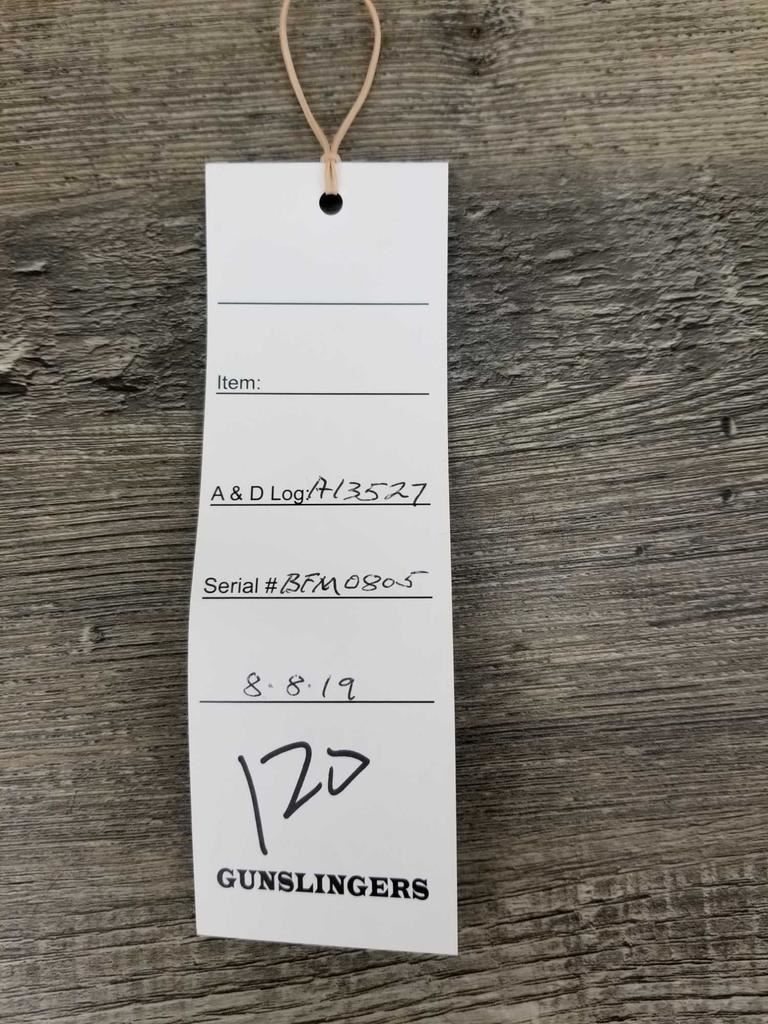 Item:
A & D Log: A13527
Serial # BFM0805
8.8.19
120
GUNSLINGERS